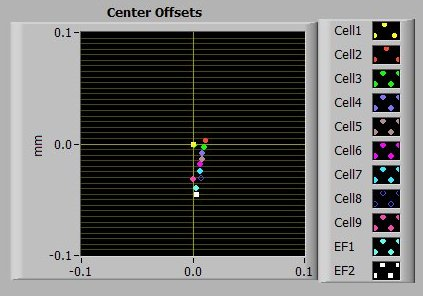 Center Offsets
0.1
0.0
-0.1
mm
-0.1 0.0 0.1
Cell1
Cell2
Cell3
Cell4
Cell5
Cell6
Cell7
Cell8
Cell9
EF1
EF2